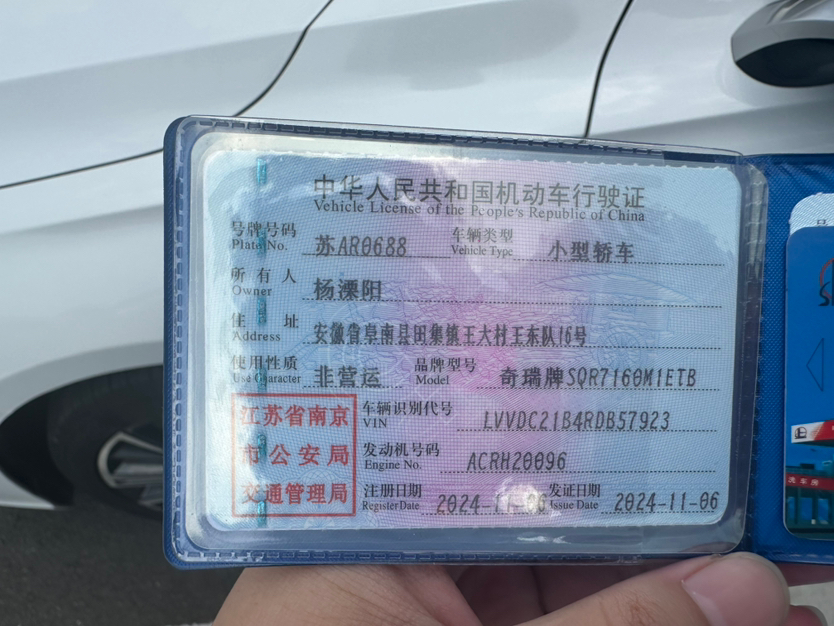 中华人民共和国机动车行驶证
Vehicle License of the People's Republic of China
号牌号码 苏AR0688 车辆类型 小型轿车
Plate No. Vehicle Type
所有人 杨溧阳
Owner
住址 安徽省阜南县田集镇王大村王东队16号
Address
使用性质 非营运 品牌型号 奇瑞牌SQR7160M1ETB
Use Character Model
江苏省南京
市公安局
交通管理局
车辆识别代号 LVVDC21B4RDB57923
VIN
发动机号码 ACRH20096
Engine No.
注册日期 2024-11-06 发证日期 2024-11-06
Register Date Issue Date
洗车房